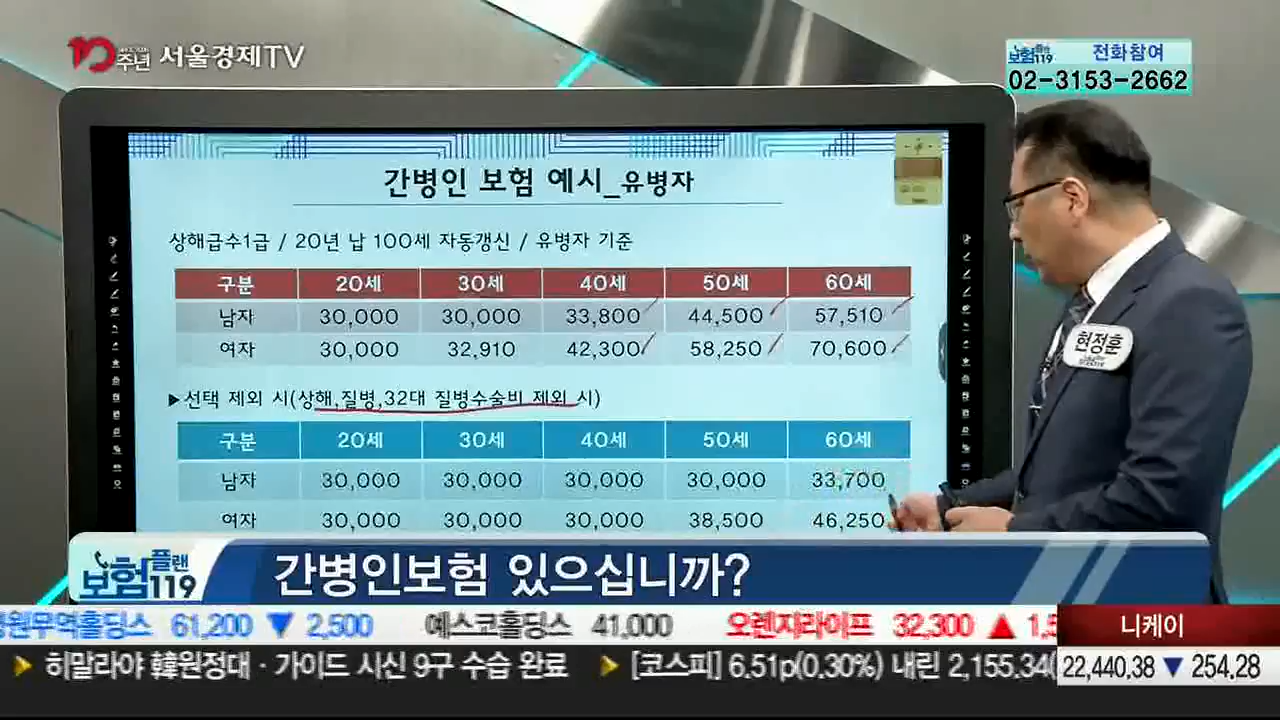 10주년 서울경제TV
보험플랜119 전화참여
02-3153-2662
간병인 보험 예시_유병자
상해급수1급 / 20년 납 100세 자동갱신 / 유병자 기준
구분 20세 30세 40세 50세 60세
남자 30,000 30,000 33,800 44,500 57,510
여자 30,000 32,910 42,300 58,250 70,600
▶선택 제외 시(상해,질병,32대 질병수술비 제외 시)
구분 20세 30세 40세 50세 60세
남자 30,000 30,000 30,000 30,000 33,700
여자 30,000 30,000 30,000 38,500 46,250
현정훈
보험플랜119 간병인보험 있으십니까?
원무역홀딩스 61,200 ▼ 2,500 예스코홀딩스 41,000 오렌지라이프 32,300 ▲ 1,5
니케이
히말라야 韓원정대·가이드 시신 9구 수습 완료 [코스피] 6.51p(0.30%) 내린 2,155.34(
22,440.38 ▼ 254.28